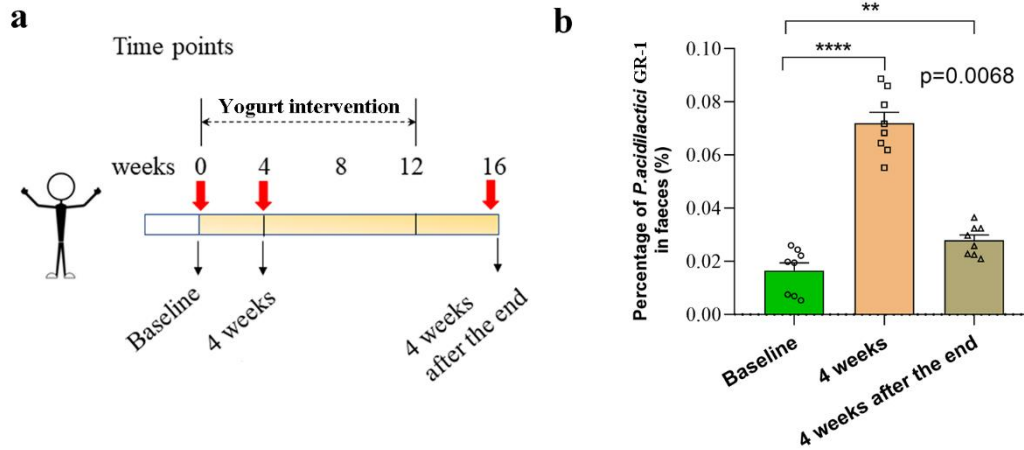 a
Time points
Yogurt intervention
weeks 0 4 8 12 16
Baseline
4 weeks
4 weeks
after the end
b
**
****
p=0.0068
Percentage of P.acidilactici GR-1
in faeces (%)
0.10
0.08
0.06
0.04
0.02
0.00
Baseline
4 weeks
4 weeks after the end